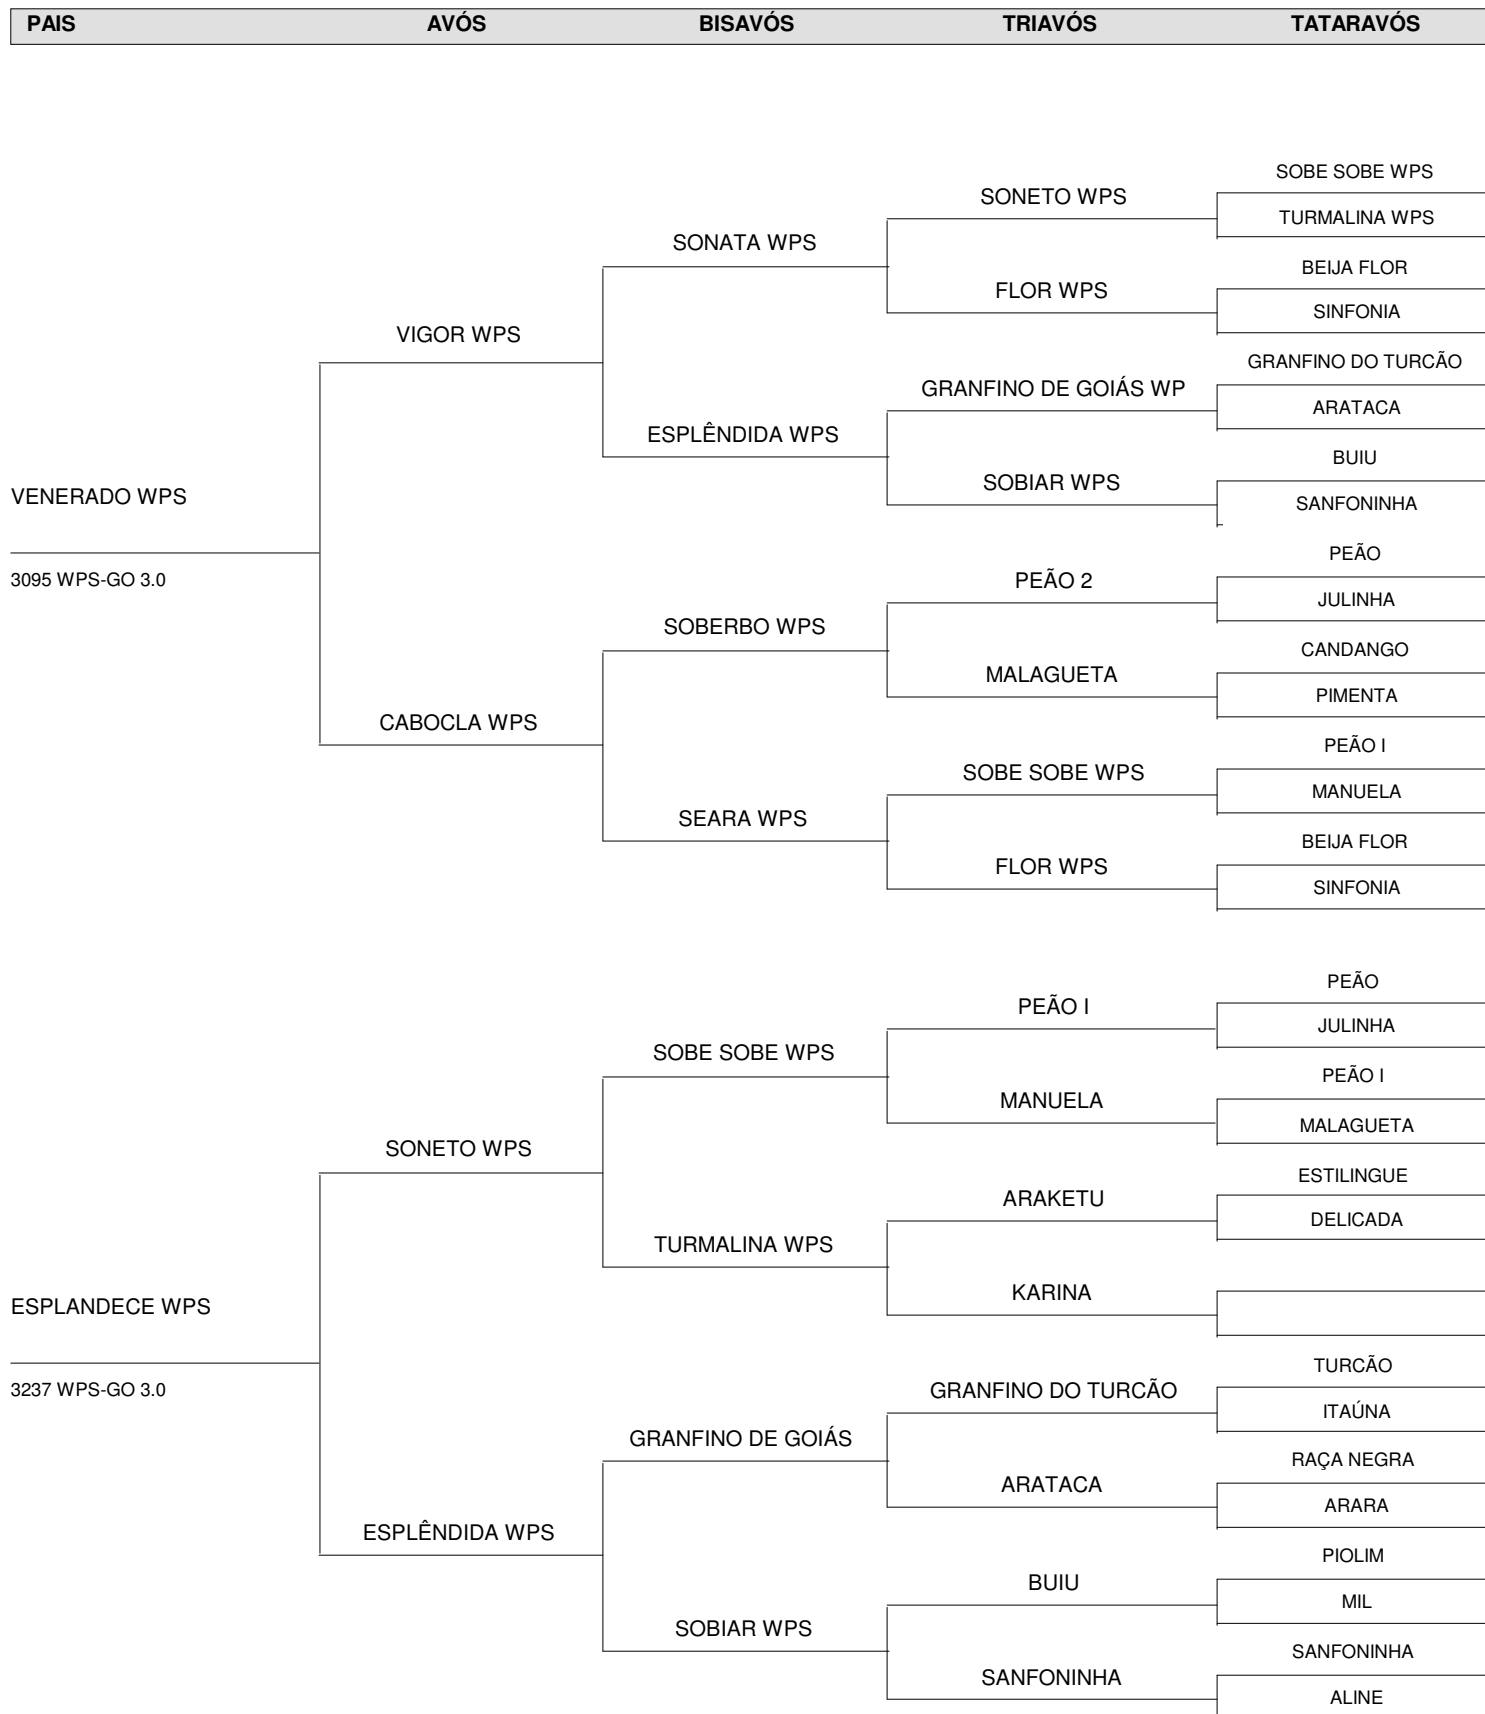 PAIS AVÓS BISAVÓS TRIAVÓS TATARAVÓS
SOBE SOBE WPS
SONETO WPS
TURMALINA WPS
SONATA WPS
BEIJA FLOR
FLOR WPS
SINFONIA
VIGOR WPS
GRANFINO DO TURCÃO
GRANFINO DE GOIÁS WP
ARATACA
ESPLÊNDIDA WPS
BUIU
SOBIAR WPS
VENERADO WPS
SANFONINHA
PEÃO
3095 WPS-GO 3.0
PEÃO 2
JULINHA
SOBERBO WPS
CANDANGO
MALAGUETA
PIMENTA
CABOCLA WPS
PEÃO I
SOBE SOBE WPS
MANUELA
SEARA WPS
BEIJA FLOR
FLOR WPS
SINFONIA
PEÃO
PEÃO I
JULINHA
SOBE SOBE WPS
PEÃO I
MANUELA
MALAGUETA
SONETO WPS
ESTILINGUE
ARAKETU
DELICADA
TURMALINA WPS
KARINA
ESPLANDECE WPS
TURCÃO
3237 WPS-GO 3.0
GRANFINO DO TURCÃO
ITAÚNA
GRANFINO DE GOIÁS
RAÇA NEGRA
ARATACA
ARARA
ESPLÊNDIDA WPS
PIOLIM
BUIU
MIL
SOBIAR WPS
SANFONINHA
SANFONINHA
ALINE